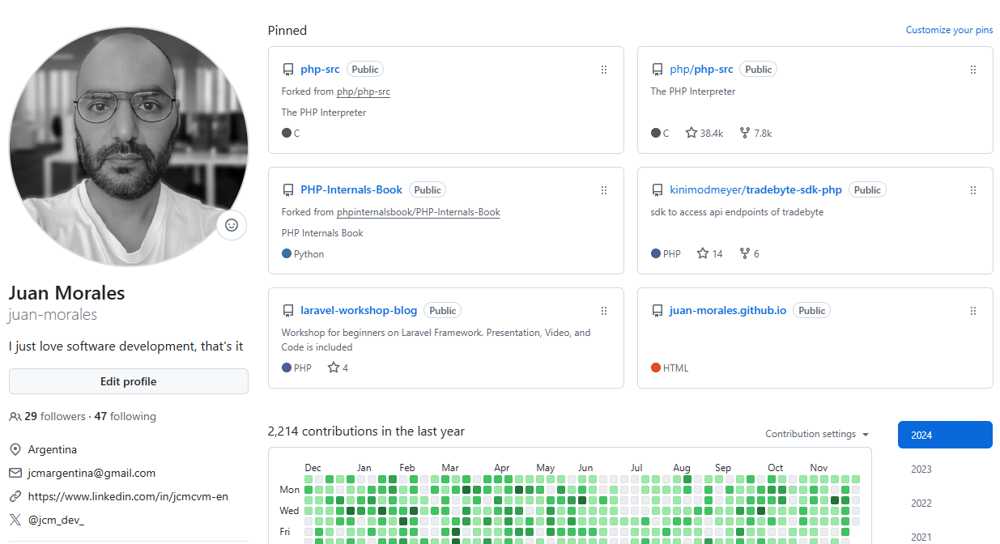 Pinned
Customize your pins
php-src Public
Forked from php/php-src
The PHP Interpreter
C
php/php-src Public
The PHP Interpreter
C 38.4k 7.8k
PHP-Internals-Book Public
Forked from phpinternalsbook/PHP-Internals-Book
PHP Internals Book
Python
kinimodmeyer/tradebyte-sdk-php Public
sdk to access api endpoints of tradebyte
PHP 14 6
laravel-workshop-blog Public
Workshop for beginners on Laravel Framework. Presentation, Video, and
Code is included
PHP 4
juan-morales.github.io Public
HTML
Juan Morales
juan-morales
I just love software development, that's it
Edit profile
29 followers · 47 following
Argentina
jcmargentina@gmail.com
https://www.linkedin.com/in/jcmcvm-en
@jcm_dev_
2,214 contributions in the last year
Contribution settings
Dec Jan Feb Mar Apr May Jun Jul Aug Sep Oct Nov
Mon
Wed
Fri
2024
2023
2022
2021